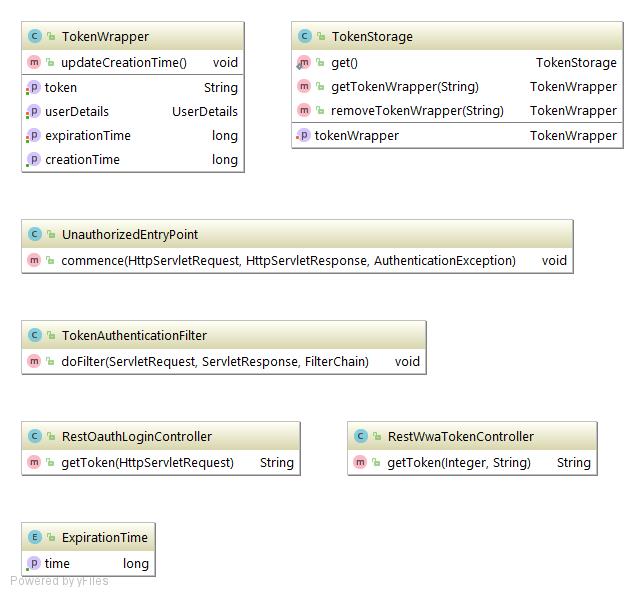 C TokenWrapper
m updateCreationTime() void
p token String
p userDetails UserDetails
p expirationTime long
p creationTime long
C TokenStorage
m get() TokenStorage
m getTokenWrapper(String) TokenWrapper
m removeTokenWrapper(String) TokenWrapper
p tokenWrapper TokenWrapper
C UnauthorizedEntryPoint
m commence(HttpServletRequest, HttpServletResponse, AuthenticationException) void
C TokenAuthenticationFilter
m doFilter(ServletRequest, ServletResponse, FilterChain) void
C RestOauthLoginController
m getToken(HttpServletRequest) String
C RestWwaTokenController
m getToken(Integer, String) String
E ExpirationTime
p time long
Powered by yFiles